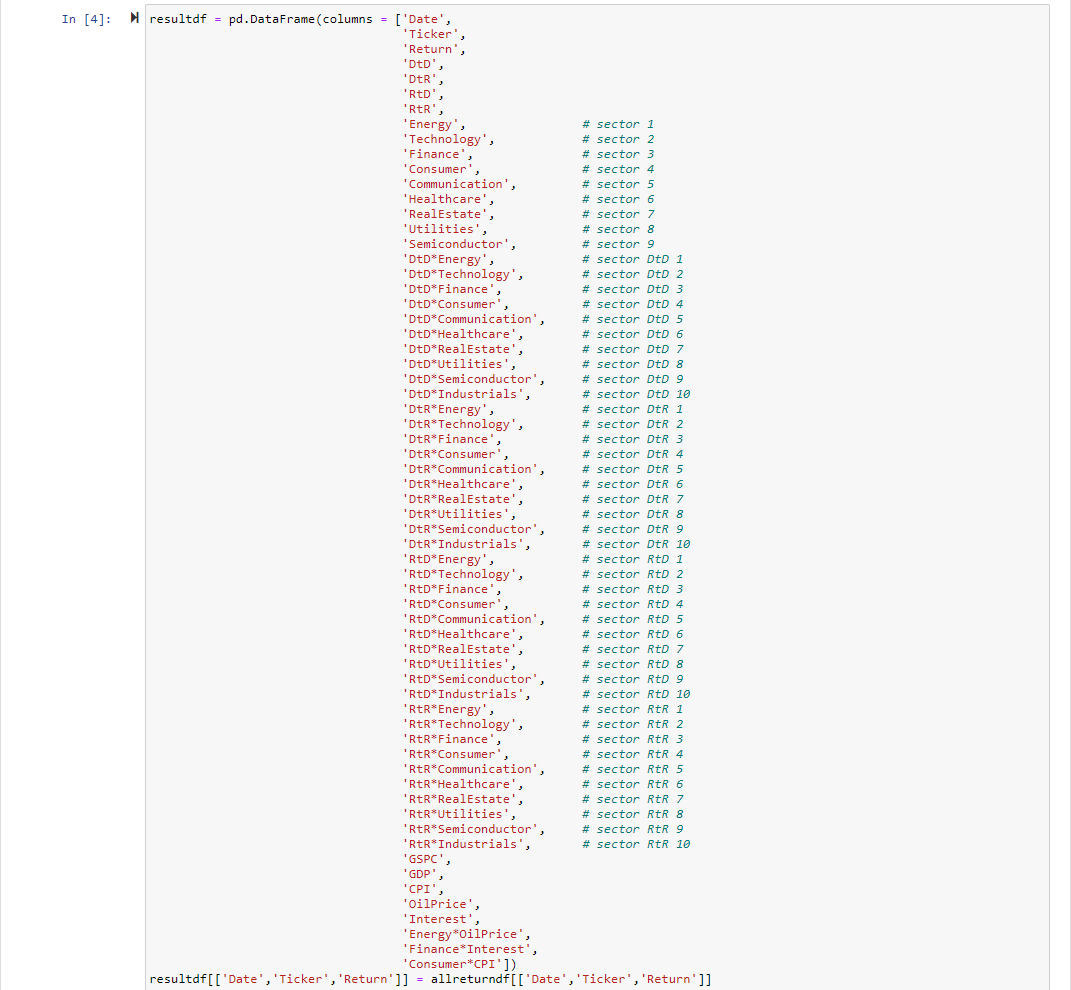 In [4]: resultdf = pd.DataFrame(columns = ['Date',
'Ticker',
'Return',
'DtD',
'DtR',
'RtD',
'RtR',
'Energy', # sector 1
'Technology', # sector 2
'Finance', # sector 3
'Consumer', # sector 4
'Communication', # sector 5
'Healthcare', # sector 6
'RealEstate', # sector 7
'Utilities', # sector 8
'Semiconductor', # sector 9
'DtD*Energy', # sector DtD 1
'DtD*Technology', # sector DtD 2
'DtD*Finance', # sector DtD 3
'DtD*Consumer', # sector DtD 4
'DtD*Communication', # sector DtD 5
'DtD*Healthcare', # sector DtD 6
'DtD*RealEstate', # sector DtD 7
'DtD*Utilities', # sector DtD 8
'DtD*Semiconductor', # sector DtD 9
'DtD*Industrials', # sector DtD 10
'DtR*Energy', # sector DtR 1
'DtR*Technology', # sector DtR 2
'DtR*Finance', # sector DtR 3
'DtR*Consumer', # sector DtR 4
'DtR*Communication', # sector DtR 5
'DtR*Healthcare', # sector DtR 6
'DtR*RealEstate', # sector DtR 7
'DtR*Utilities', # sector DtR 8
'DtR*Semiconductor', # sector DtR 9
'DtR*Industrials', # sector DtR 10
'RtD*Energy', # sector RtD 1
'RtD*Technology', # sector RtD 2
'RtD*Finance', # sector RtD 3
'RtD*Consumer', # sector RtD 4
'RtD*Communication', # sector RtD 5
'RtD*Healthcare', # sector RtD 6
'RtD*RealEstate', # sector RtD 7
'RtD*Utilities', # sector RtD 8
'RtD*Semiconductor', # sector RtD 9
'RtD*Industrials', # sector RtD 10
'RtR*Energy', # sector RtR 1
'RtR*Technology', # sector RtR 2
'RtR*Finance', # sector RtR 3
'RtR*Consumer', # sector RtR 4
'RtR*Communication', # sector RtR 5
'RtR*Healthcare', # sector RtR 6
'RtR*RealEstate', # sector RtR 7
'RtR*Utilities', # sector RtR 8
'RtR*Semiconductor', # sector RtR 9
'RtR*Industrials', # sector RtR 10
'GSPC',
'GDP',
'CPI',
'OilPrice',
'Interest',
'Energy*OilPrice',
'Finance*Interest',
'Consumer*CPI'])
resultdf[['Date','Ticker','Return']] = allreturndf[['Date','Ticker','Return']]